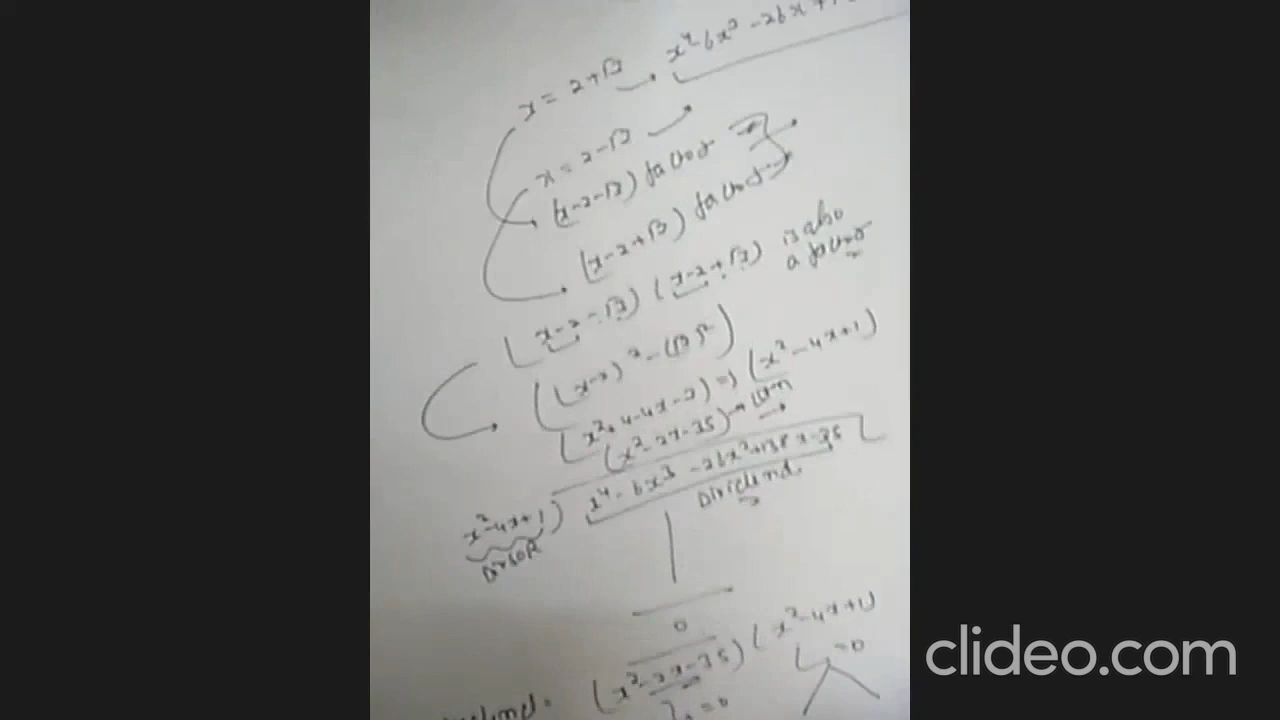 x⁴-6x³-26x²+
x = 2+√3
x = 2-√3
(x-2-√3) factor
(x-2+√3) factor
(x-2-√3) (x-2+√3) is also
a factor
((x-2)²-(√3)²)
(x²+4-4x-3) ⇒ (x²-4x+1)
(x²-2x-35)
x²-4x+1) x⁴-6x³-26x²+138x-35
Divisor
Dividend
0
(x²-2x-35) (x²-4x+1)
=0
=0
clideo.com